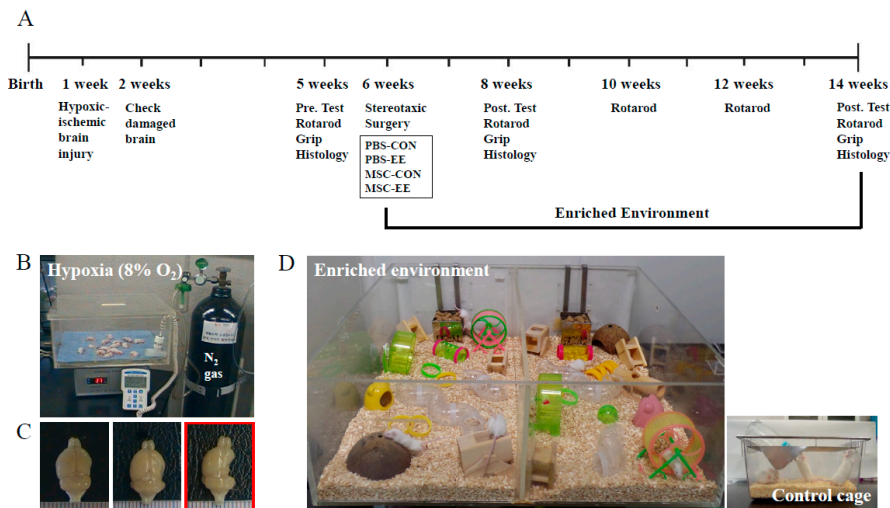 A
Birth
1 week
Hypoxic-
ischemic
brain
injury
2 weeks
Check
damaged
brain
5 weeks
Pre. Test
Rotarod
Grip
Histology
6 weeks
Stereotaxic
Surgery
PBS-CON
PBS-EE
MSC-CON
MSC-EE
8 weeks
Post. Test
Rotarod
Grip
Histology
10 weeks
Rotarod
12 weeks
Rotarod
14 weeks
Post. Test
Rotarod
Grip
Histology
Enriched Environment
B
Hypoxia (8% O₂)
N₂
gas
C
D
Enriched environment
Control cage